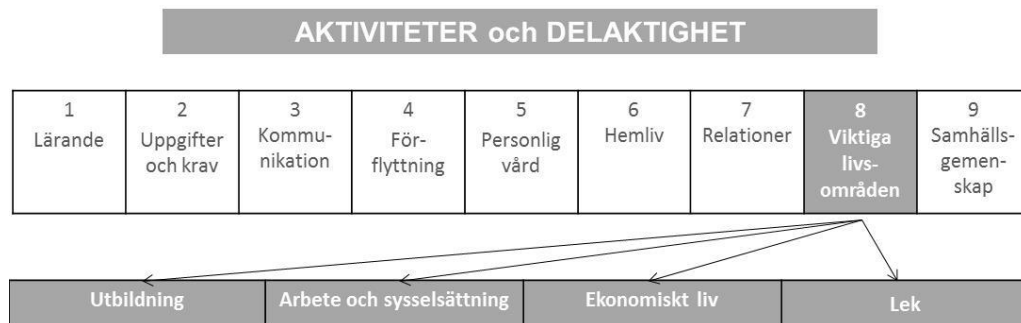 AKTIVITETER och DELAKTIGHET
1
Lärande
2
Uppgifter
och krav
3
Kommu-
nikation
4
För-
flyttning
5
Personlig
vård
6
Hemliv
7
Relationer
8
Viktiga
livs-
områden
9
Samhälls-
gemen-
skap
Utbildning
Arbete och sysselsättning
Ekonomiskt liv
Lek